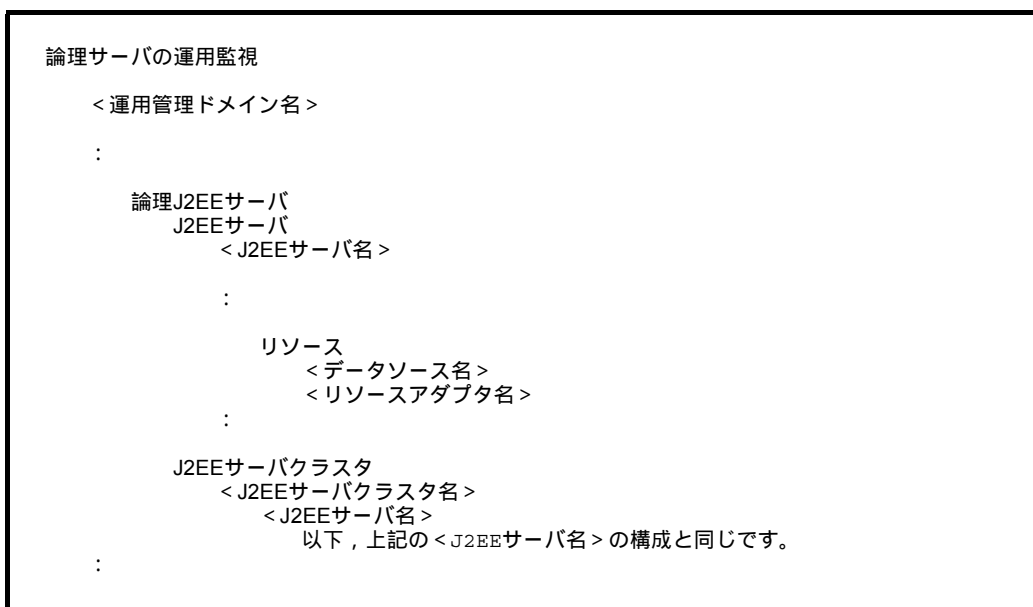 論理サーバの運用監視
<運用管理ドメイン名>
:
論理J2EEサーバ
J2EEサーバ
<J2EEサーバ名>
:
リソース
<データソース名>
<リソースアダプタ名>
:
J2EEサーバクラスタ
<J2EEサーバクラスタ名>
<J2EEサーバ名>
以下，上記の<J2EEサーバ名>の構成と同じです。
: